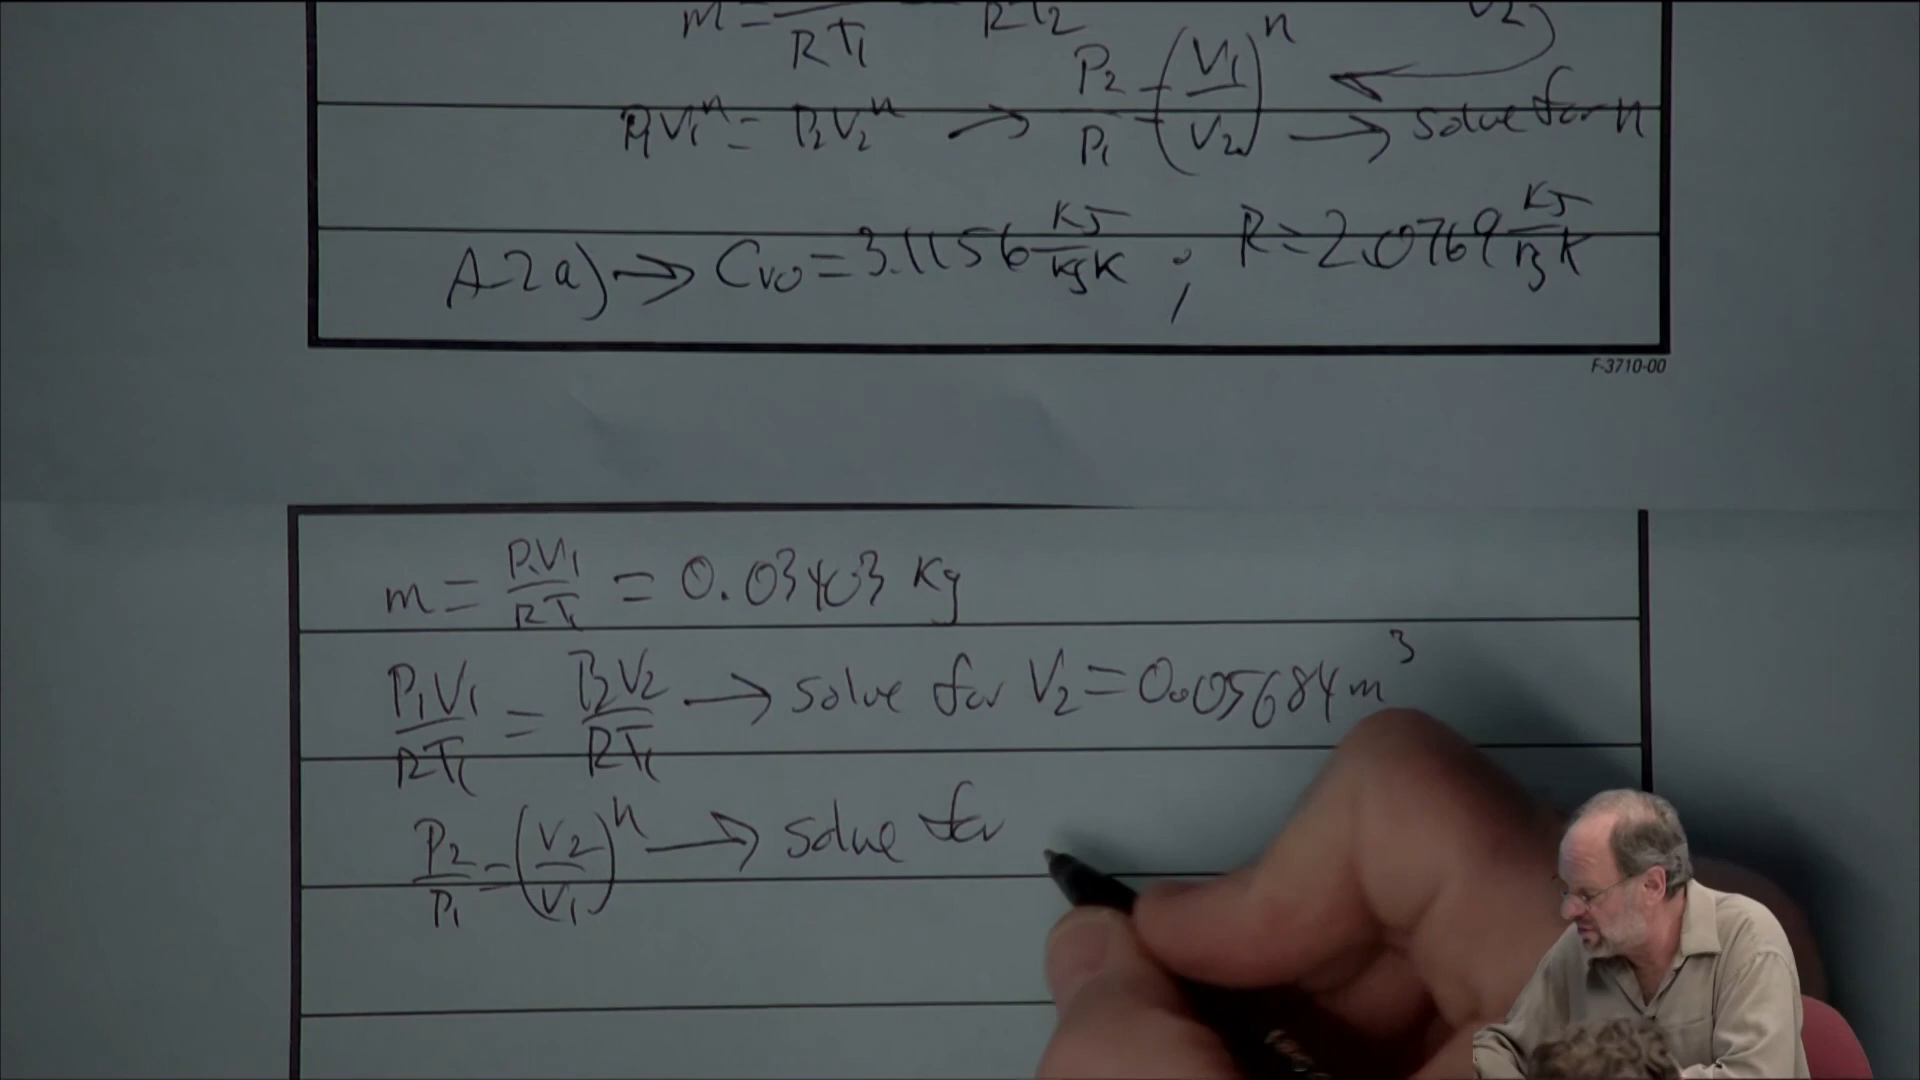 m = / RT₁ RT₂ V₂
P₁V₁ⁿ = P₂V₂ⁿ → P₂/P₁ = (V₁/V₂)ⁿ → solve for n
A-2a) → Cvo = 3.1156 KJ/kgK ; R = 2.0769 KJ/kgK
F-3710-00
m = P₁V₁/RT₁ = 0.03403 Kg
P₁V₁/RT₁ = P₂V₂/RT₁ → solve for V₂ = 0.05684 m³
P₂/P₁ = (V₂/V₁)ⁿ → solve for